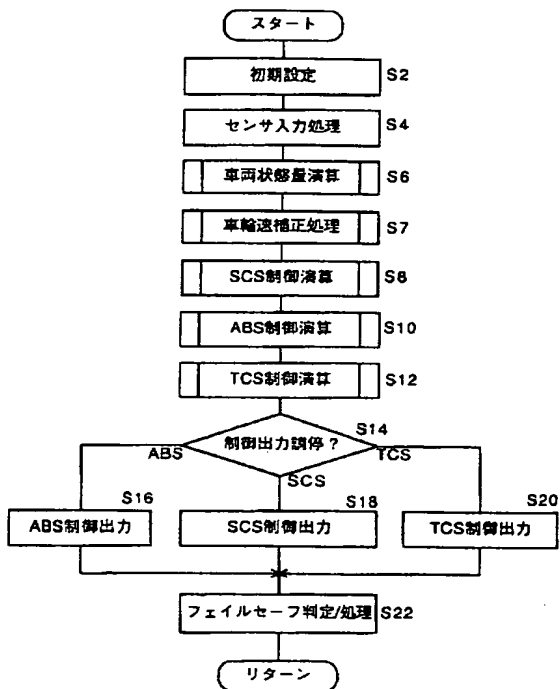 スタート
初期設定
S2
センサ入力処理
S4
車両状態量演算
S6
車輪速補正処理
S7
SCS制御演算
S8
ABS制御演算
S10
TCS制御演算
S12
制御出力調停？
S14
ABS
TCS
SCS
S16
ABS制御出力
S18
SCS制御出力
S20
TCS制御出力
フェイルセーフ判定/処理
S22
リターン